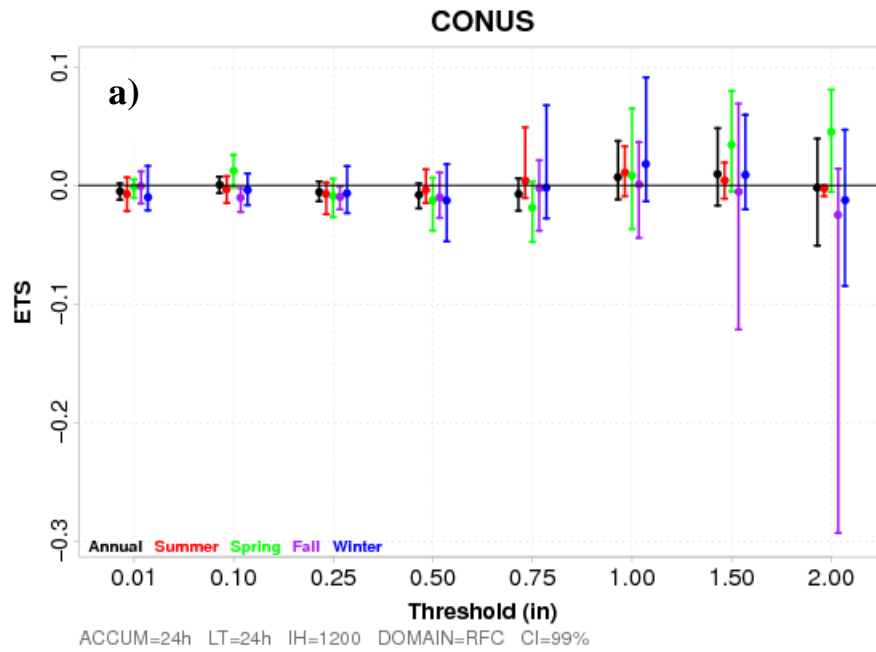 CONUS
a)
0.1
0.0
−0.1
−0.2
−0.3
ETS
Annual Summer Spring Fall Winter
0.01 0.10 0.25 0.50 0.75 1.00 1.50 2.00
Threshold (in)
ACCUM=24h LT=24h IH=1200 DOMAIN=RFC CI=99%